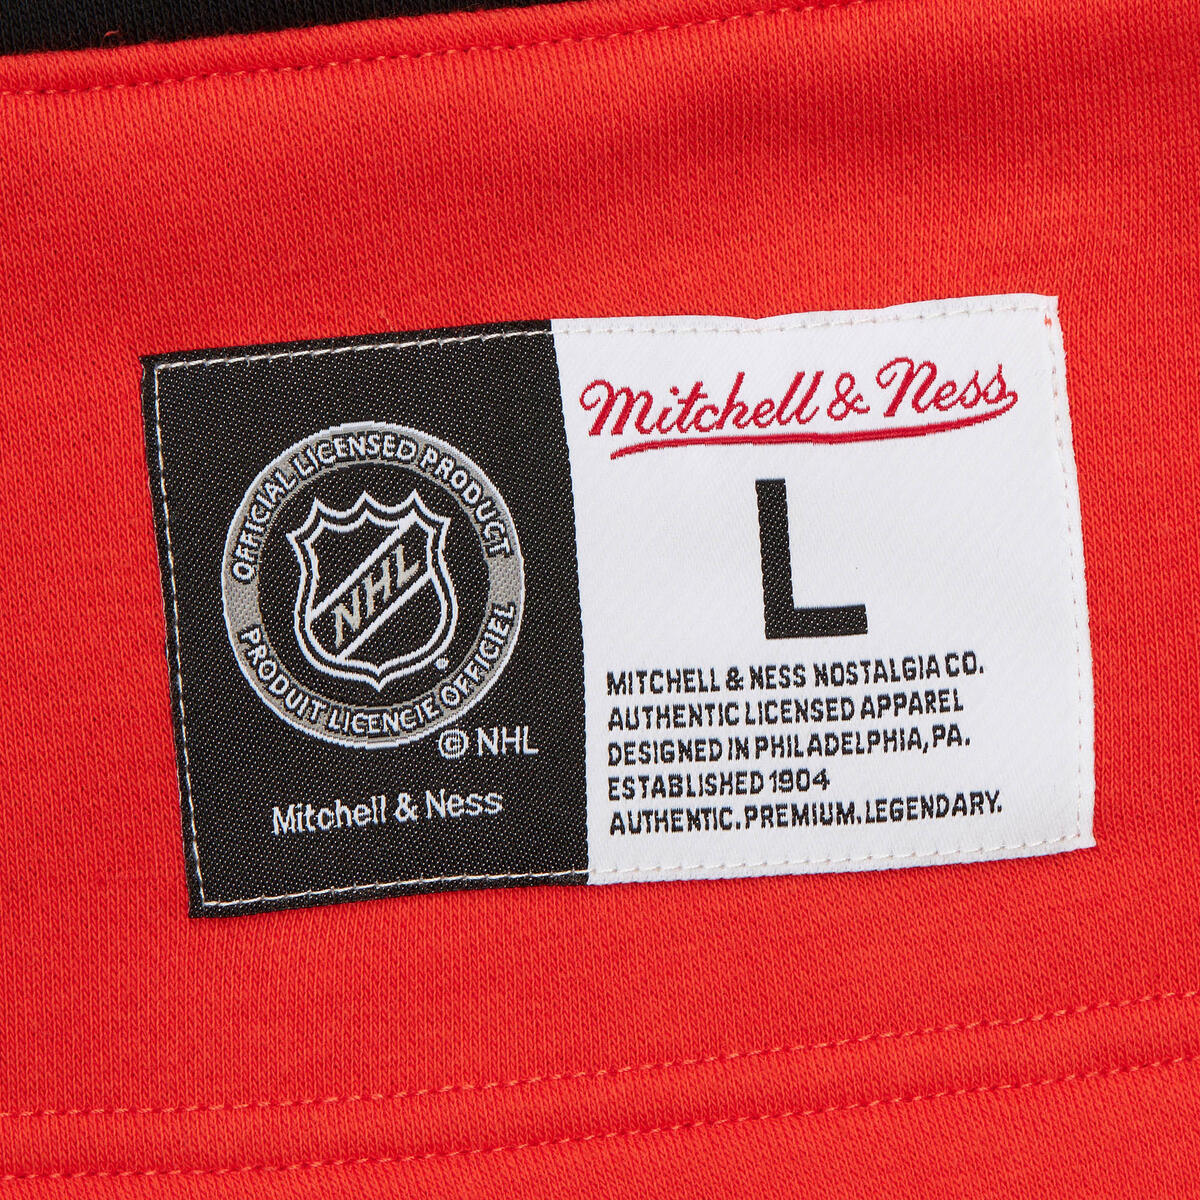 OFFICIAL LICENSED PRODUCT
NHL
®
PRODUIT LICENCIE OFFICIEL
© NHL
Mitchell & Ness
Mitchell & Ness
L
MITCHELL & NESS NOSTALGIA CO.
AUTHENTIC LICENSED APPAREL
DESIGNED IN PHILADELPHIA, PA.
ESTABLISHED 1904
AUTHENTIC. PREMIUM. LEGENDARY.